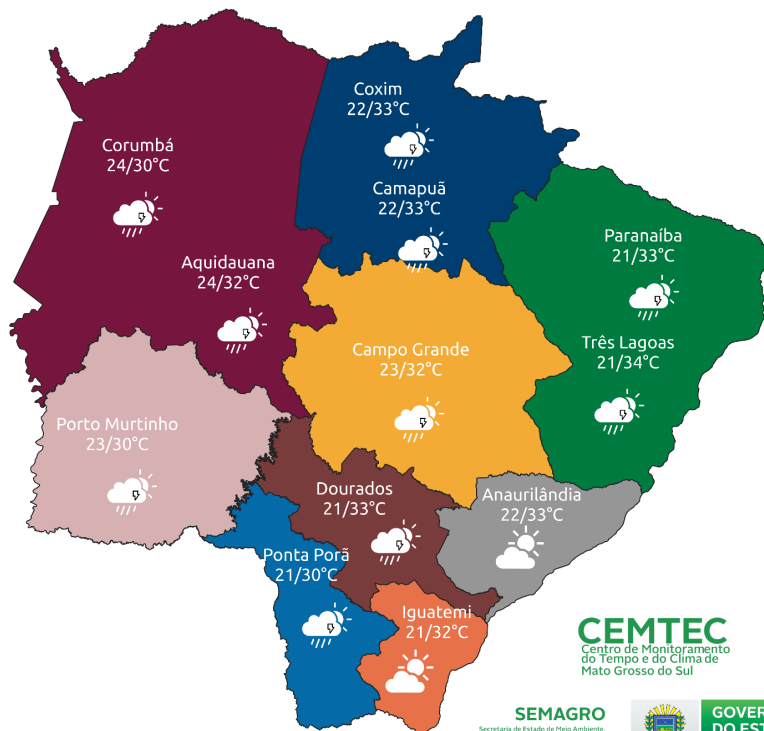 Coxim
22/33°C
Corumbá
24/30°C
Camapuã
22/33°C
Paranaíba
21/33°C
Aquidauana
24/32°C
Três Lagoas
21/34°C
Campo Grande
23/32°C
Porto Murtinho
23/30°C
Dourados
21/33°C
Anaurilândia
22/33°C
Ponta Porã
21/30°C
Iguatemi
21/32°C
CEMTEC
Centro de Monitoramento
do Tempo e do Clima de
Mato Grosso do Sul
SEMAGRO
Secretaria de Estado de Meio Ambiente,
GOVER
DO EST